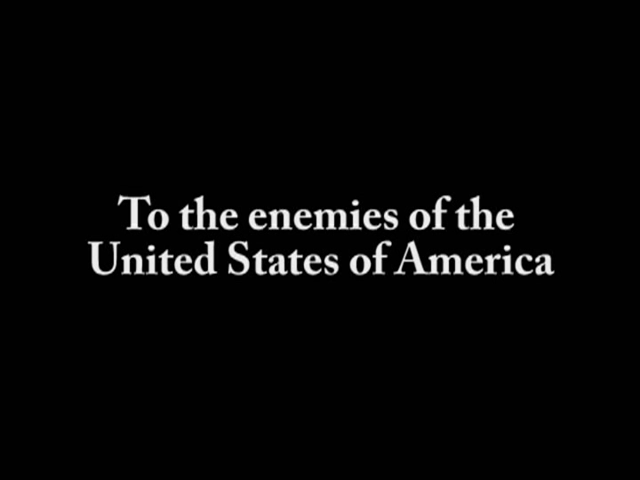 To the enemies of the
United States of America